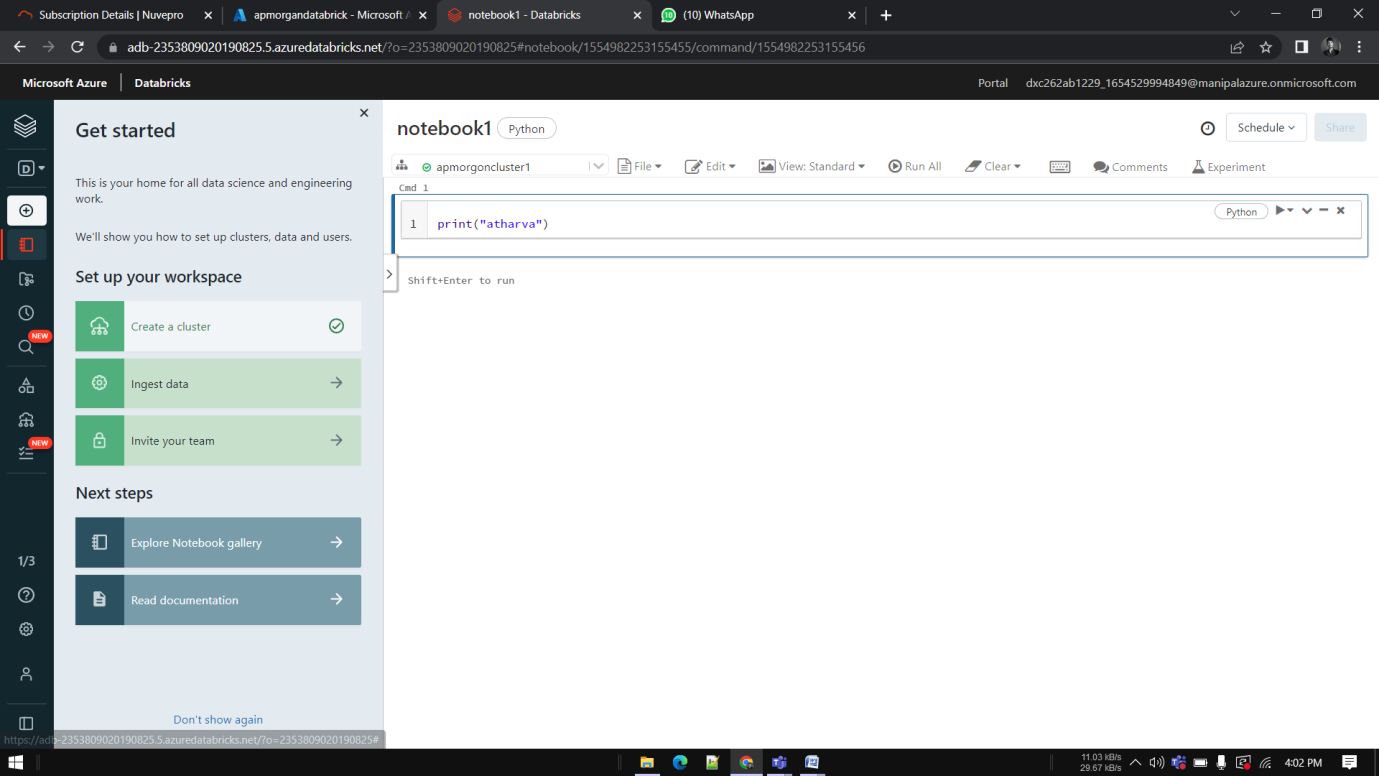 Subscription Details | Nuvepro
apmorgandatabrick - Microsoft A
notebook1 - Databricks
(10) WhatsApp
adb-2353809020190825.5.azuredatabricks.net/?o=2353809020190825#notebook/1554982253155455/command/1554982253155456
Microsoft Azure | Databricks
Portal dxc262ab1229_1654529994849@manipalazure.onmicrosoft.com
D
NEW
NEW
1/3
Get started
This is your home for all data science and engineering
work.
We'll show you how to set up clusters, data and users.
Set up your workspace
Create a cluster
Ingest data
Invite your team
Next steps
Explore Notebook gallery
Read documentation
Don't show again
https://adb-2353809020190825.5.azuredatabricks.net/?o=2353809020190825#
notebook1 Python
Schedule Share
apmorgoncluster1 File Edit View: Standard Run All Clear Comments Experiment
Cmd 1
Python
1 print("atharva")
Shift+Enter to run
11.03 kB/s
29.67 kB/s
4:02 PM